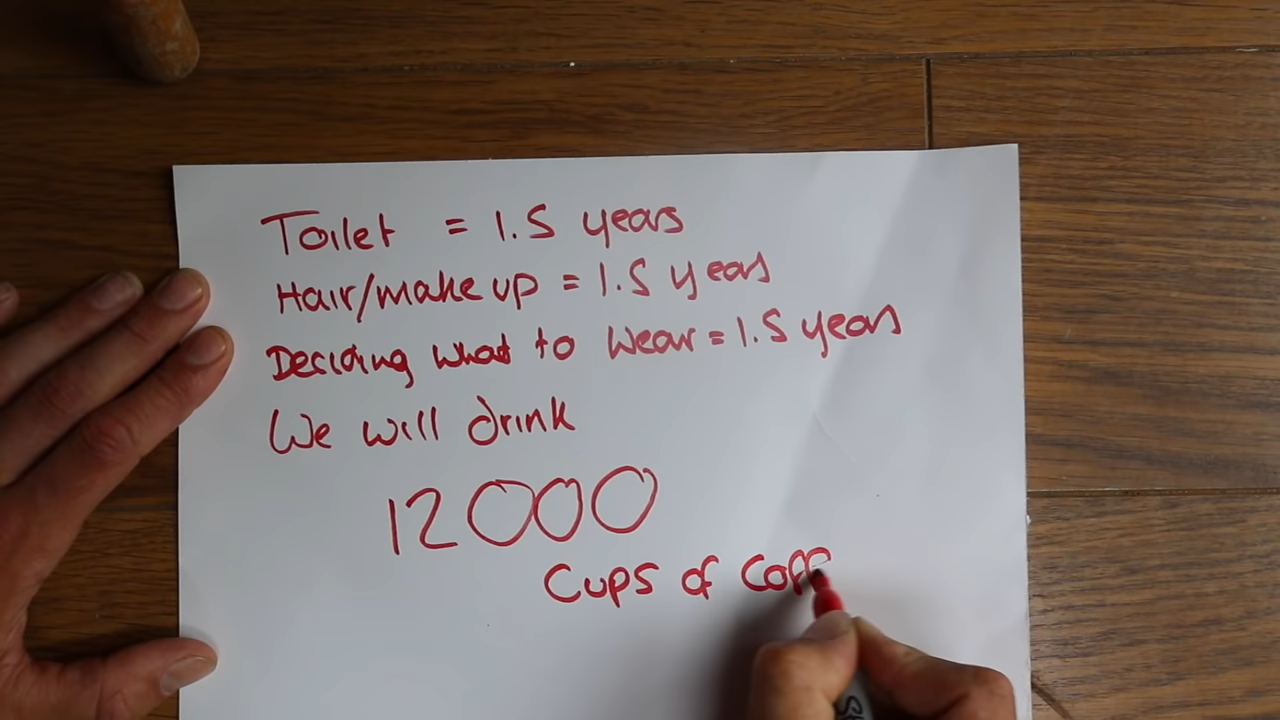 Toilet = 1.5 years
Hair/make up = 1.5 years
Deciding what to Wear = 1.5 years
We will drink
12000
Cups of Coff